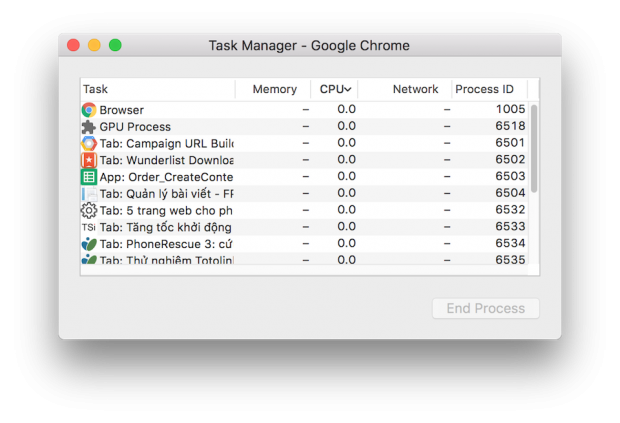 Task Manager - Google Chrome
Task Memory CPU Network Process ID
Browser – 0.0 – 1005
GPU Process – 0.0 – 6518
Tab: Campaign URL Build – 0.0 – 6501
Tab: Wunderlist Downloa – 0.0 – 6502
App: Order_CreateConte – 0.0 – 6503
Tab: Quản lý bài viết - – 0.0 – 6504
Tab: 5 trang web cho ph – 0.0 – 6532
TSi Tab: Tăng tốc khởi động – 0.0 – 6533
Tab: PhoneRescue 3: cứ – 0.0 – 6534
Tab: Thử nghiệm Totolinl – 0.0 – 6535
End Process